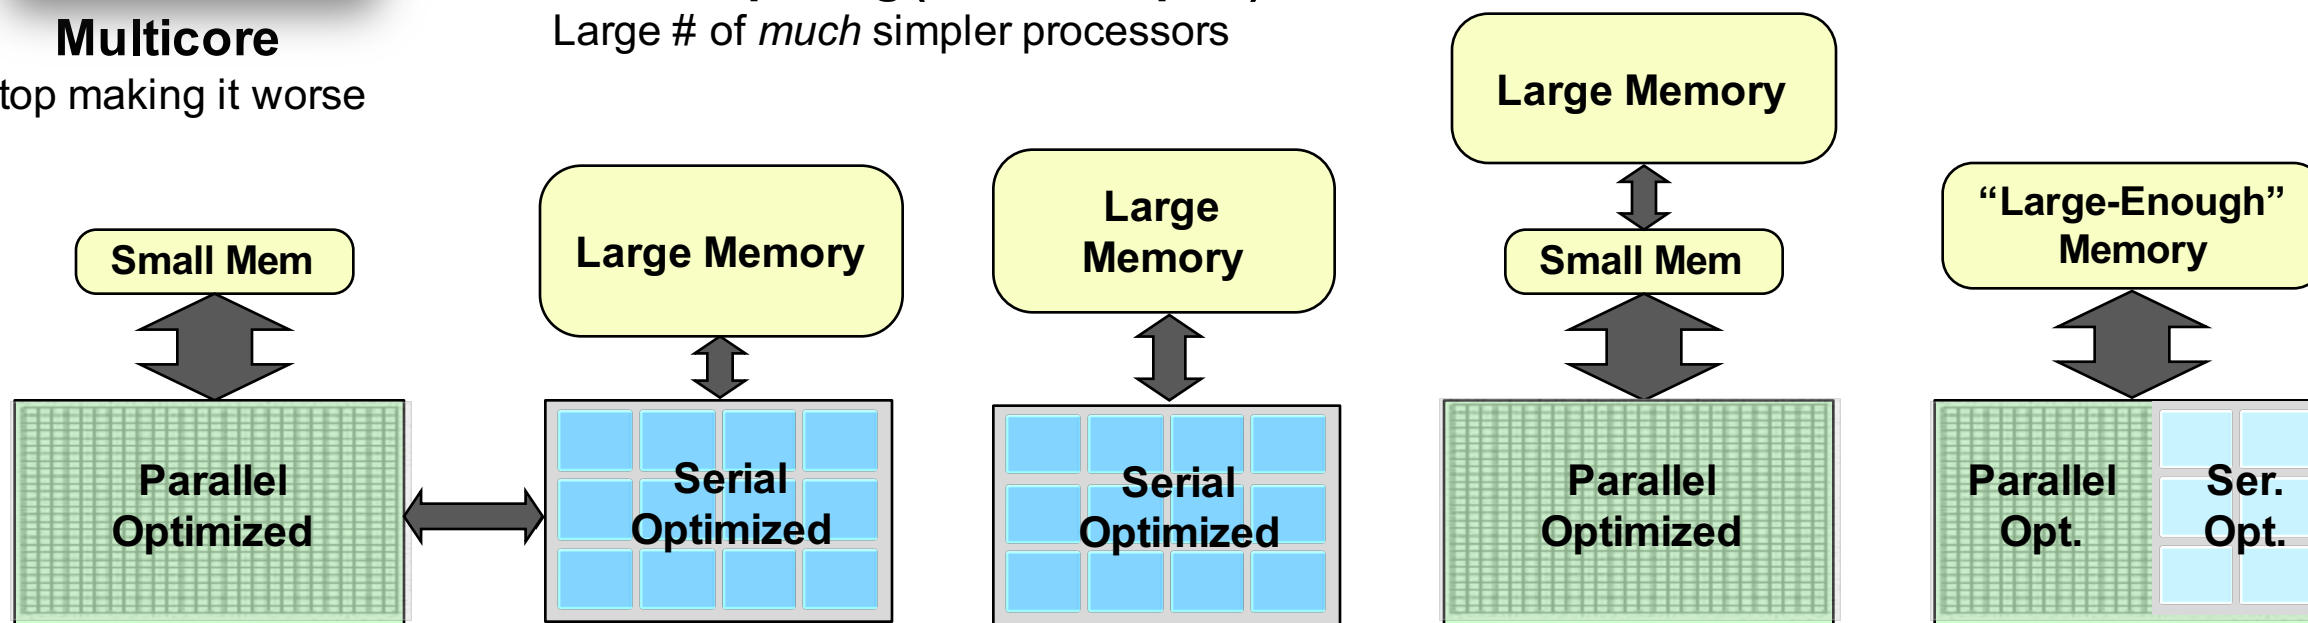 Multicore
top making it worse
Large # of much simpler processors
Small Mem
Parallel
Optimized
Large Memory
Serial
Optimized
Large
Memory
Serial
Optimized
Large Memory
Small Mem
Parallel
Optimized
“Large-Enough”
Memory
Parallel
Opt.
Ser.
Opt.